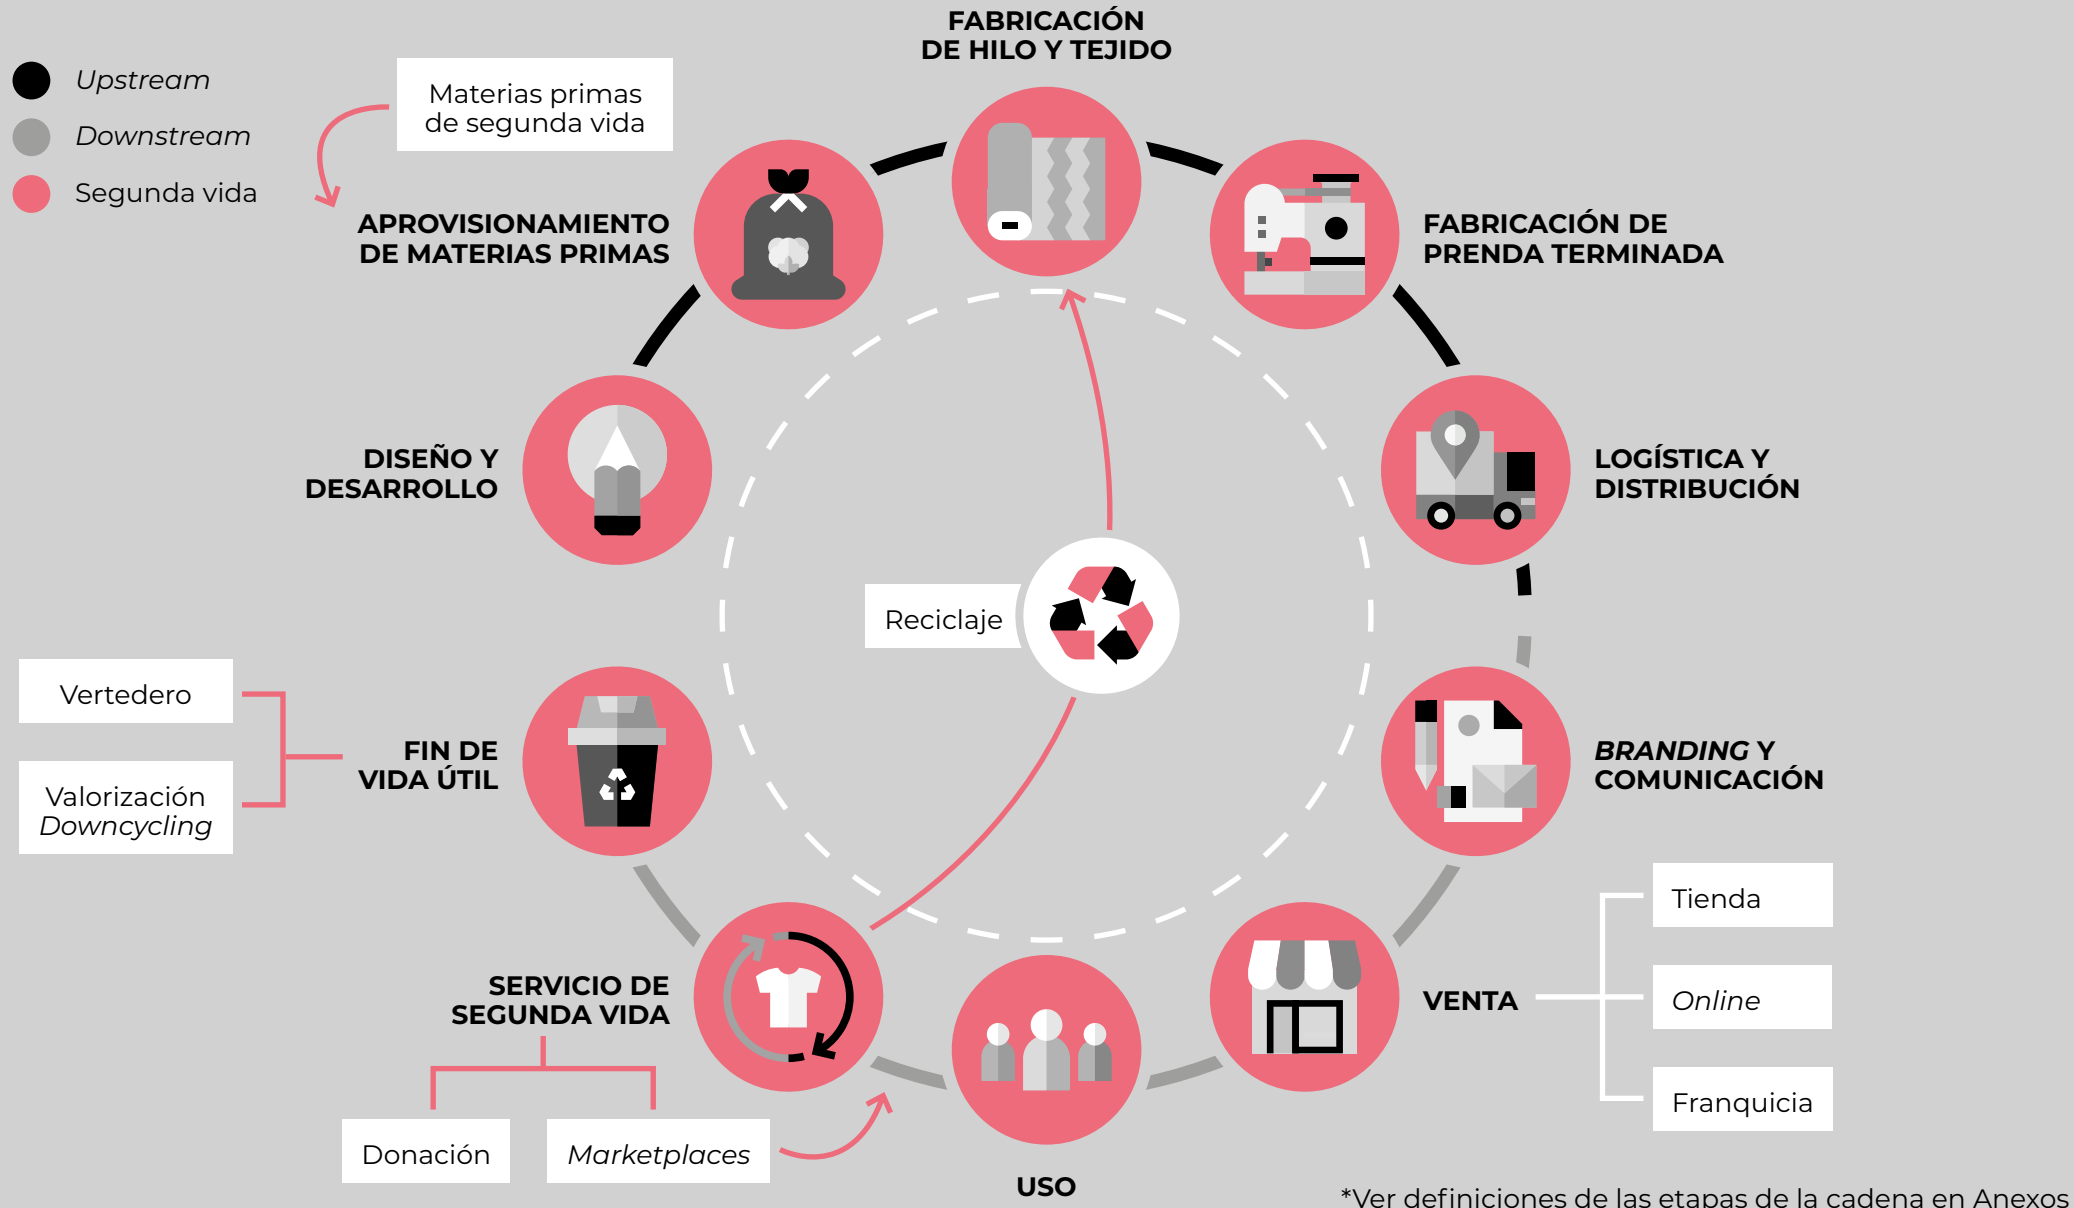 FABRICACIÓN
DE HILO Y TEJIDO
Upstream
Downstream
Segunda vida
Materias primas
de segunda vida
APROVISIONAMIENTO
DE MATERIAS PRIMAS
FABRICACIÓN DE
PRENDA TERMINADA
DISEÑO Y
DESARROLLO
LOGÍSTICA Y
DISTRIBUCIÓN
Reciclaje
Vertedero
Valorización
Downcycling
FIN DE
VIDA ÚTIL
BRANDING Y
COMUNICACIÓN
SERVICIO DE
SEGUNDA VIDA
VENTA
Tienda
Online
Franquicia
Donación
Marketplaces
USO
*Ver definiciones de las etapas de la cadena en Anexos